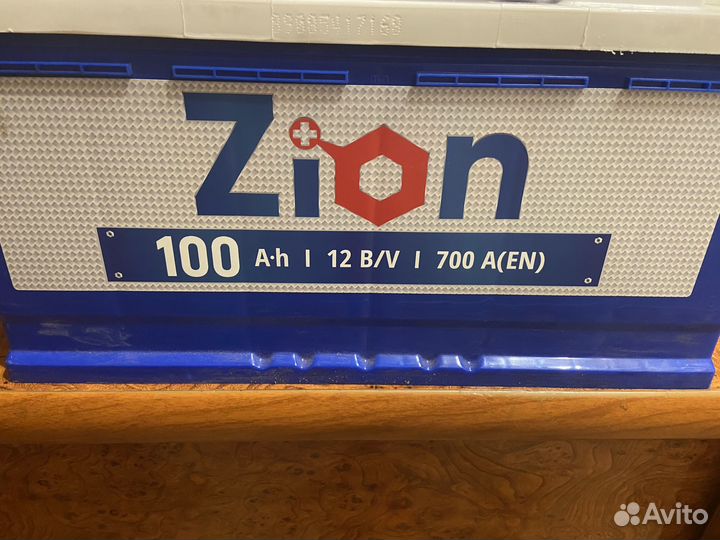 Zion
100 A·h I 12 B/V I 700 A(EN)
Avito